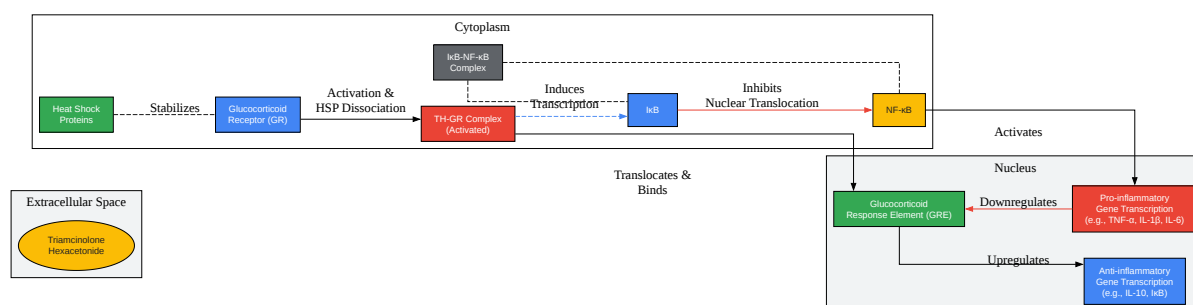 Cytoplasm
IκB-NF-κB
Complex
Heat Shock
Proteins
Stabilizes
Glucocorticoid
Receptor (GR)
Activation &
HSP Dissociation
TH-GR Complex
(Activated)
Induces
Transcription
IκB
Inhibits
Nuclear Translocation
NF-κB
Activates
Translocates &
Binds
Nucleus
Extracellular Space
Triamcinolone
Hexacetonide
Glucocorticoid
Response Element (GRE)
Downregulates
Pro-inflammatory
Gene Transcription
(e.g., TNF-α, IL-1β, IL-6)
Upregulates
Anti-inflammatory
Gene Transcription
(e.g., IL-10, IκB)